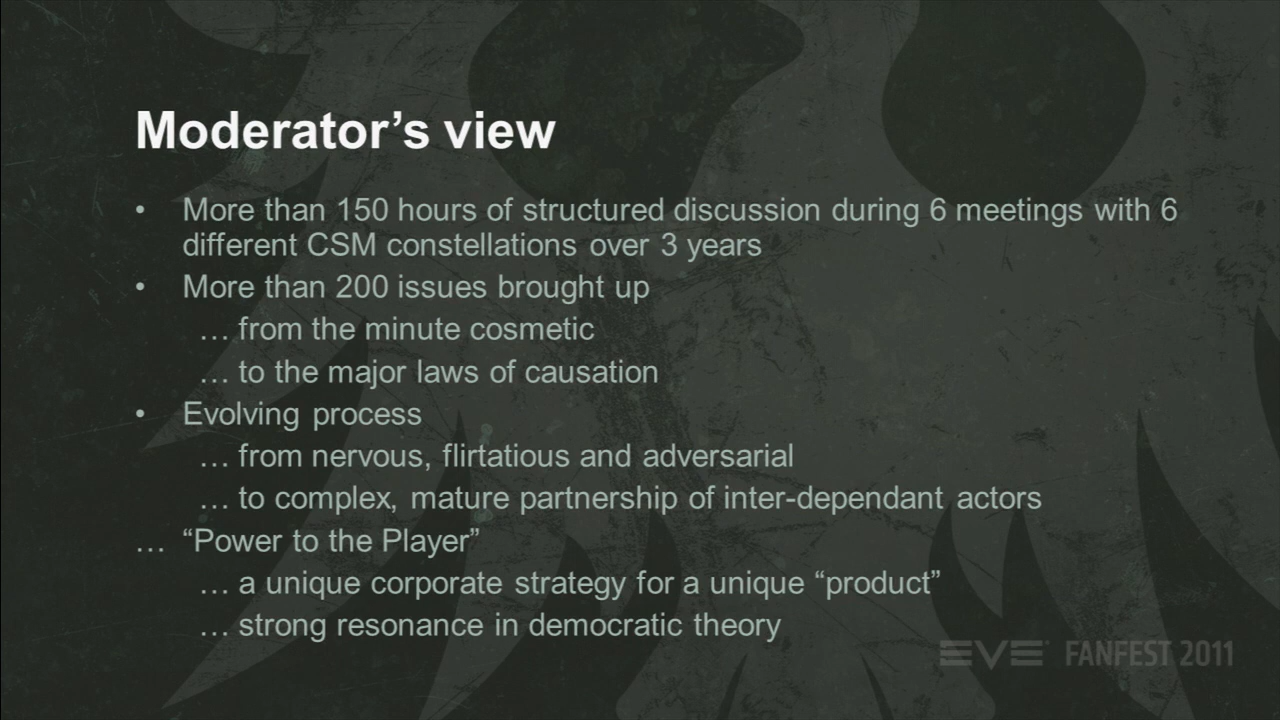 Moderator’s view
• More than 150 hours of structured discussion during 6 meetings with 6
different CSM constellations over 3 years
• More than 200 issues brought up
… from the minute cosmetic
… to the major laws of causation
• Evolving process
… from nervous, flirtatious and adversarial
… to complex, mature partnership of inter-dependant actors
… “Power to the Player”
… a unique corporate strategy for a unique “product”
… strong resonance in democratic theory
EVE FANFEST 2011